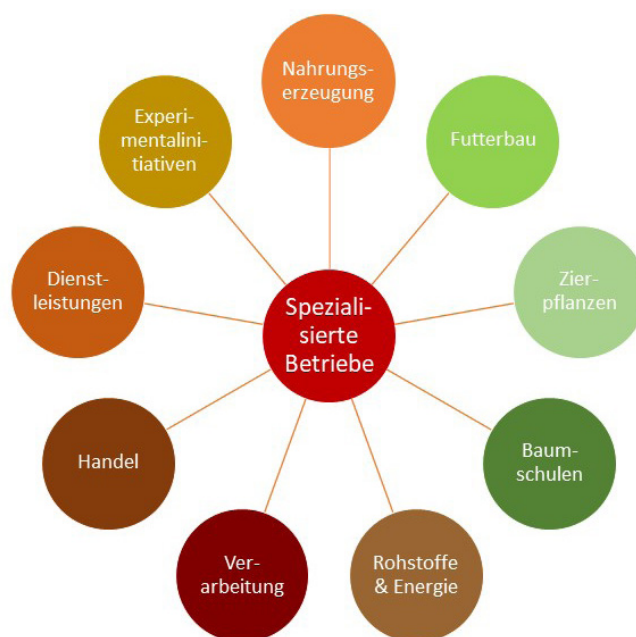 Nahrungs-
erzeugung
Futterbau
Zier-
pflanzen
Baum-
schulen
Rohstoffe
& Energie
Ver-
arbeitung
Handel
Dienst-
leistungen
Experi-
mentalini-
tiativen
Speziali-
sierte
Betriebe